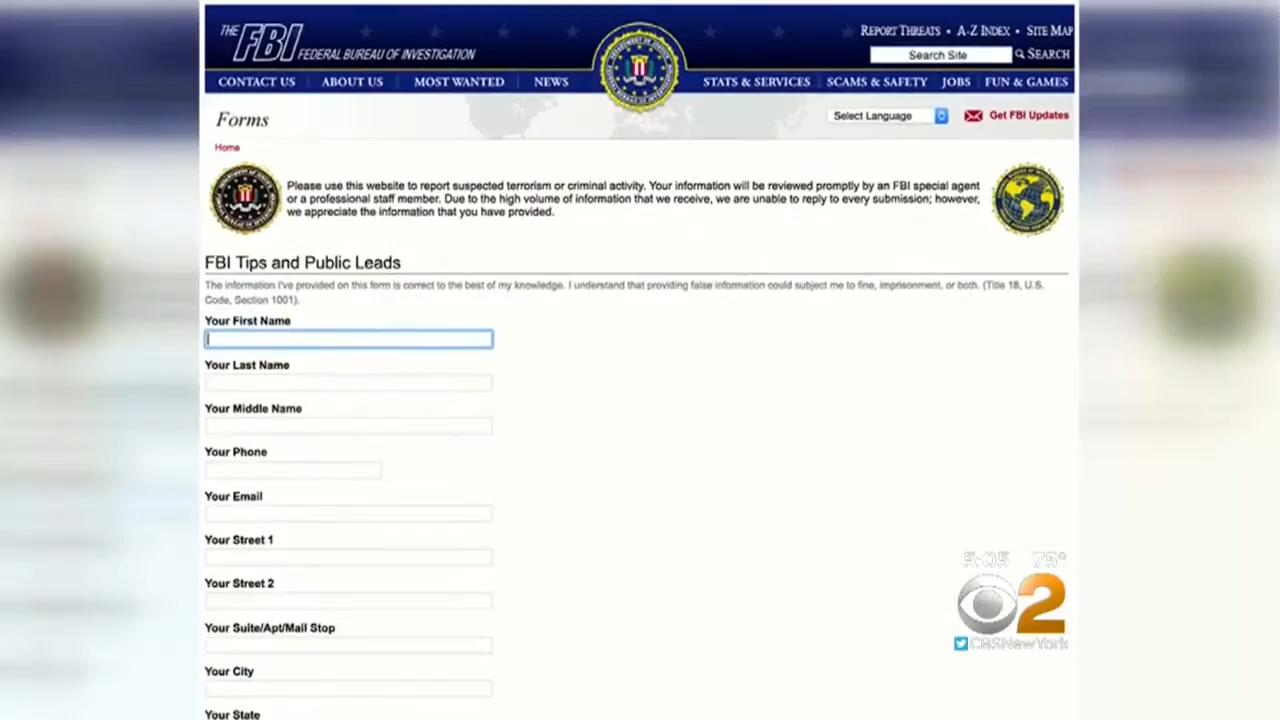 THE FBI FEDERAL BUREAU OF INVESTIGATION
REPORT THREATS • A-Z INDEX • SITE MAP
Search Site SEARCH
CONTACT US ABOUT US MOST WANTED NEWS STATS & SERVICES SCAMS & SAFETY JOBS FUN & GAMES
Forms
Select Language Get FBI Updates
Home
Please use this website to report suspected terrorism or criminal activity. Your information will be reviewed promptly by an FBI special agent
or a professional staff member. Due to the high volume of information that we receive, we are unable to reply to every submission; however,
we appreciate the information that you have provided.
FBI Tips and Public Leads
The information I've provided on this form is correct to the best of my knowledge. I understand that providing false information could subject me to fine, imprisonment, or both. (Title 18, U.S.
Code, Section 1001).
Your First Name
Your Last Name
Your Middle Name
Your Phone
Your Email
Your Street 1
Your Street 2
Your Suite/Apt/Mail Stop
Your City
Your State
5:05 75°
2
CBSNewYork